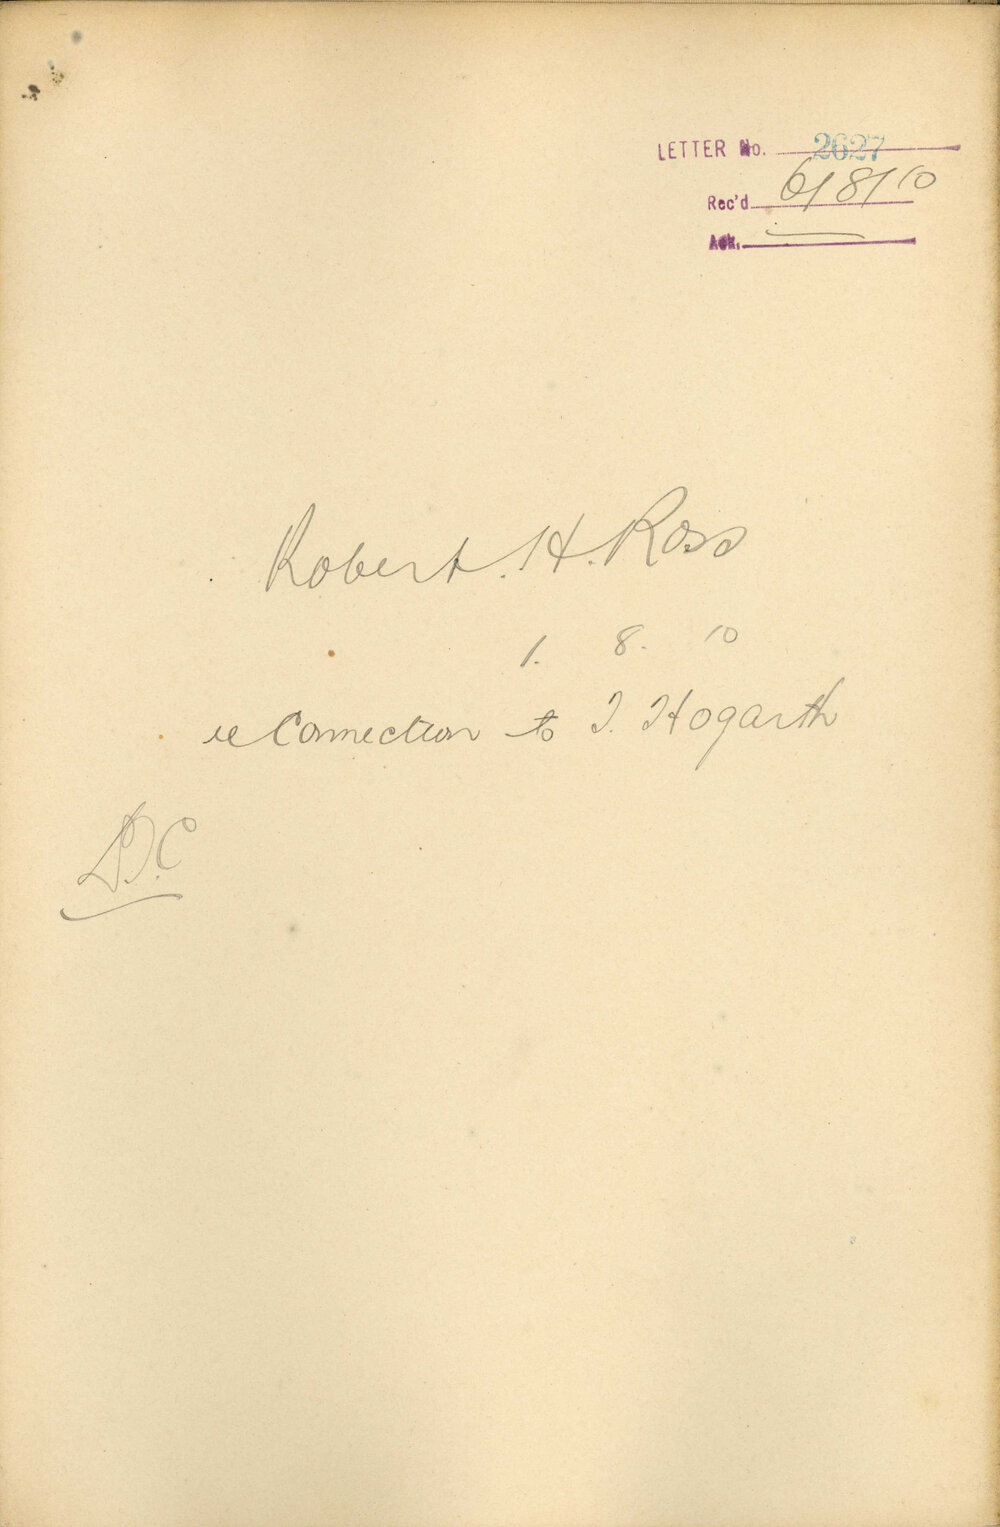 LETTER No. 2627
Rec'd 6/8/10
Ack.
Robert. H. Ross
1. 8. 10
re Connection to T. Hogarth
D.C